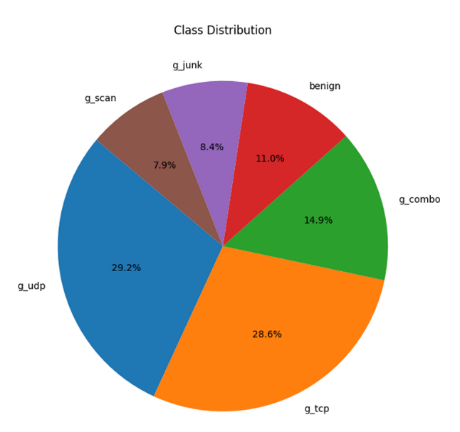 Class Distribution
g_junk
benign
g_scan
8.4%
11.0%
7.9%
g_combo
14.9%
29.2%
g_udp
28.6%
g_tcp